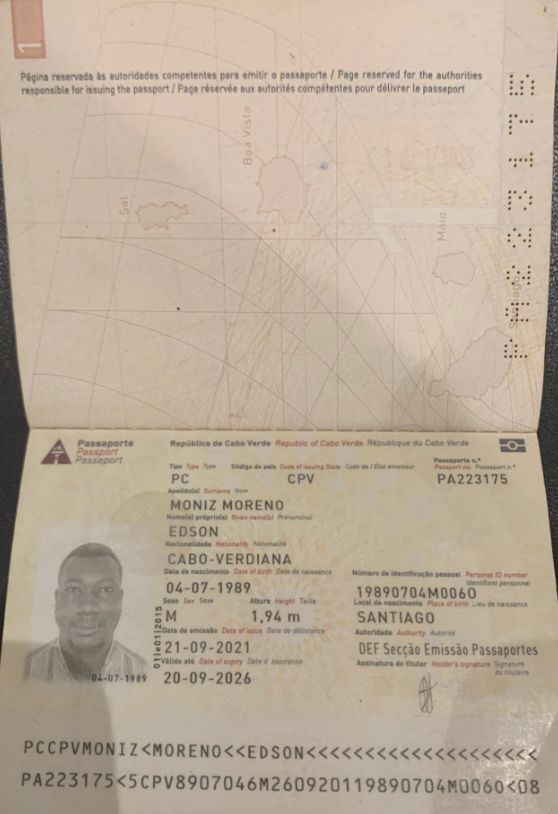 1
Página reservada às autoridades competentes para emitir o passaporte / Page reserved for the authorities
responsible for issuing the passport / Page réservée aux autorités compétentes pour délivrer le passeport
Boa Vista
Sal
Maio
Santiago
PA223175
Passaporte
Passport
Passeport
República de Cabo Verde Republic of Cabo Verde République du Cabo Verde
Tipo Type Type Código do país Code of issuing State Code de l'État émetteur Passaporte n.º
Passport no. Passeport n.º
PC CPV PA223175
Apelido(s) Surname Nom
MONIZ MORENO
Nome(s) próprio(s) Given name(s) Prénom(ns)
EDSON
Nacionalidade Nationality Nationalité
CABO-VERDIANA
Data de nascimento Date of birth Date de naissance Número de identificação pessoal Personal ID number
Identifiant personnel
04-07-1989 19890704M006O
Sexo Sex Sexe Altura Height Taille Local de nascimento Place of birth Lieu de naissance
M 1,94 m SANTIAGO
Data de emissão Date of issue Date de délivrance Autoridade Authority Autorité
21-09-2021 DEF Secção Emissão Passaportes
Válido até Date of expiry Date d' expiration Assinatura do titular Holder's signature Signature
du titulaire
20-09-2026
04-07-1989
PCCPVMONIZ<MORENO<<EDSON<<<<<<<<<<<<<<<<<<<<
PA223175<5CPV8907046M260920119890704M0060<08